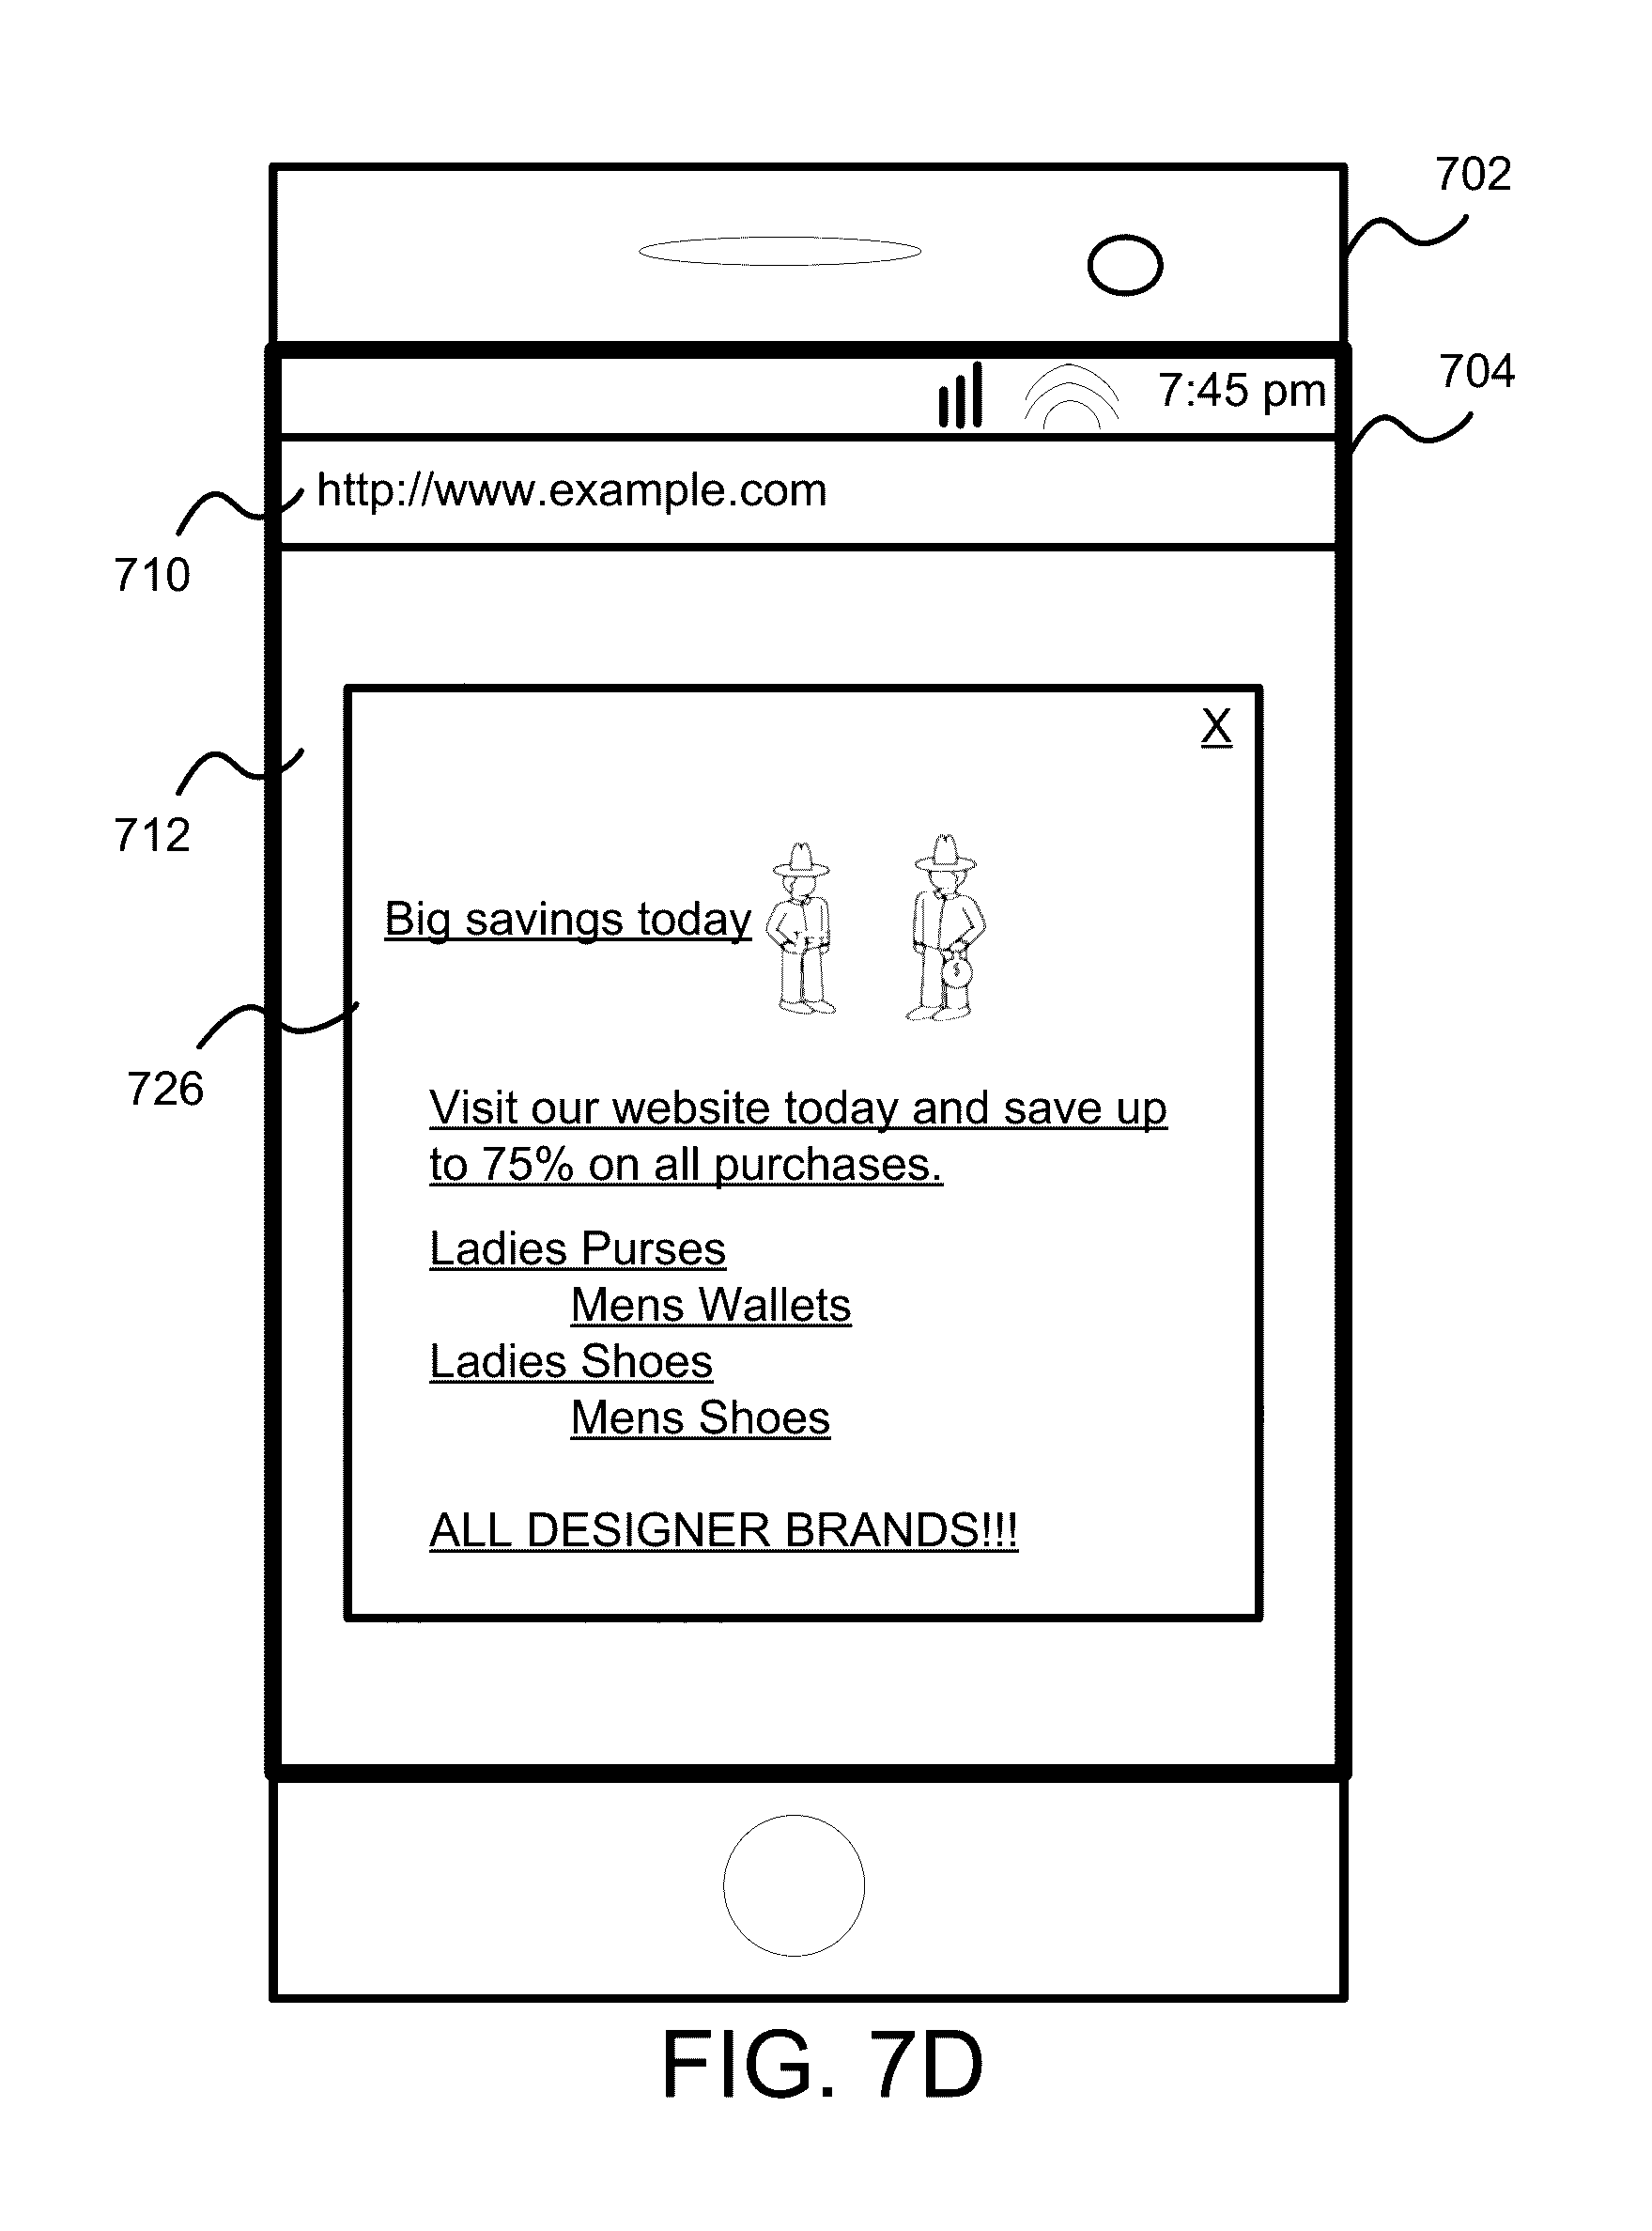 702
7:45 pm
704
http://www.example.com
710
X
712
Big savings today
726
Visit our website today and save up
to 75% on all purchases.
Ladies Purses
Mens Wallets
Ladies Shoes
Mens Shoes
ALL DESIGNER BRANDS!!!
$
FIG. 7D